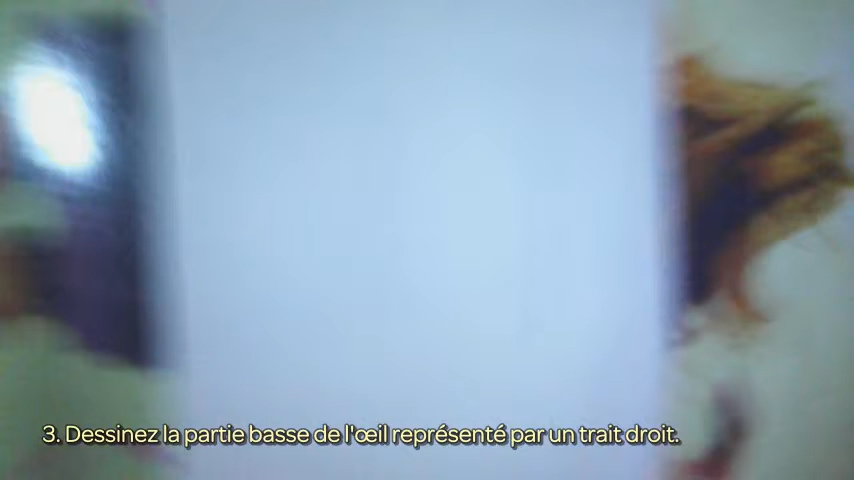 3. Dessinez la partie basse de l'œil représenté par un trait droit.